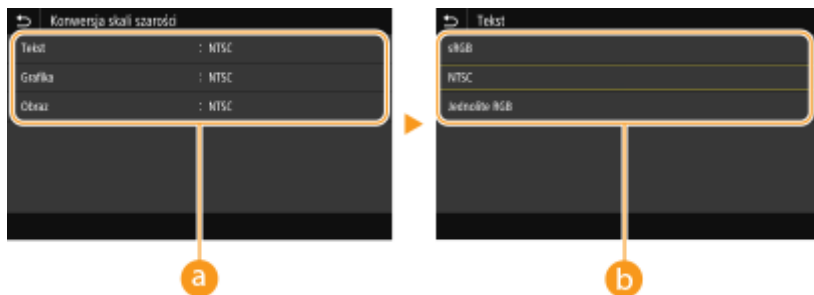 Konwersja skali szarości
Tekst : NTSC
Grafika : NTSC
Obraz : NTSC
a
Tekst
sRGB
NTSC
Jednolite RGB
b